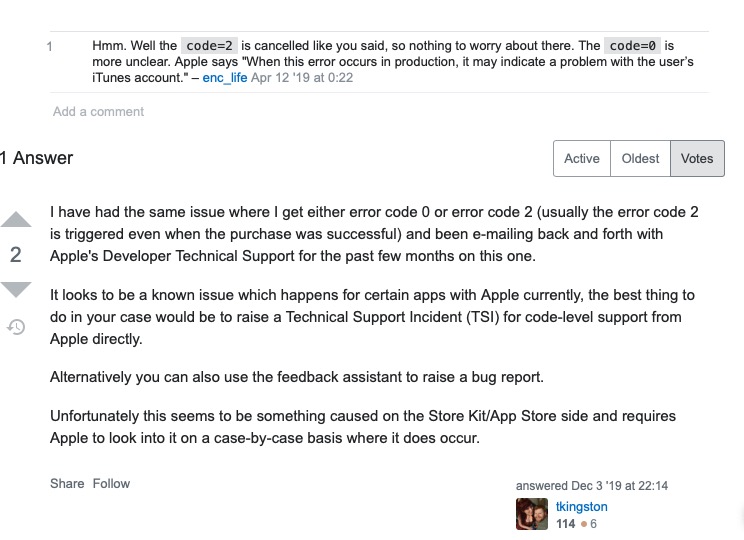 1
Hmm. Well the code=2 is cancelled like you said, so nothing to worry about there. The code=0 is
more unclear. Apple says "When this error occurs in production, it may indicate a problem with the user's
iTunes account." – enc_life Apr 12 '19 at 0:22
Add a comment
1 Answer
Active Oldest Votes
I have had the same issue where I get either error code 0 or error code 2 (usually the error code 2
is triggered even when the purchase was successful) and been e-mailing back and forth with
2
Apple's Developer Technical Support for the past few months on this one.
It looks to be a known issue which happens for certain apps with Apple currently, the best thing to
do in your case would be to raise a Technical Support Incident (TSI) for code-level support from
Apple directly.
Alternatively you can also use the feedback assistant to raise a bug report.
Unfortunately this seems to be something caused on the Store Kit/App Store side and requires
Apple to look into it on a case-by-case basis where it does occur.
Share Follow
answered Dec 3 '19 at 22:14
tkingston
114 ● 6